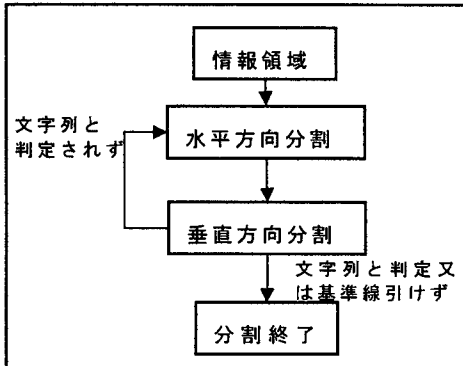 情報領域
文字列と
判定されず
水平方向分割
垂直方向分割
文字列と判定又
は基準線引けず
分割終了